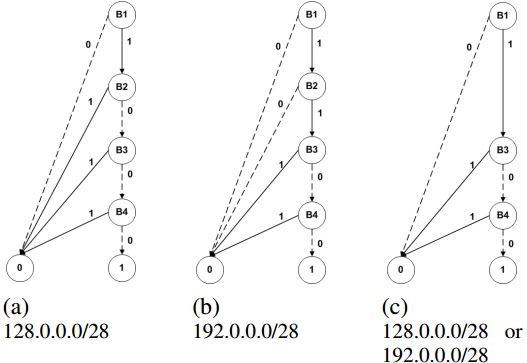 B1 B1 B1
0 1 0 1 0 1
B2 B2
1 0 0 1
B3 B3 B3
1 0 1 0 1 0
B4 B4 B4
1 0 1 0 1 0
0 1 0 1 0 1
(a) (b) (c)
128.0.0.0/28 192.0.0.0/28 128.0.0.0/28 or
192.0.0.0/28